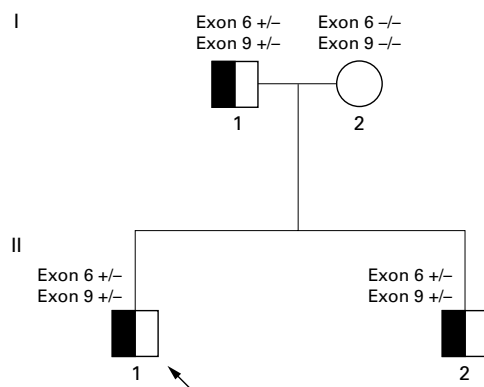 I
Exon 6 +/– Exon 6 –/–
Exon 9 +/– Exon 9 –/–
1 2
II
Exon 6 +/– Exon 6 +/–
Exon 9 +/– Exon 9 +/–
1 2